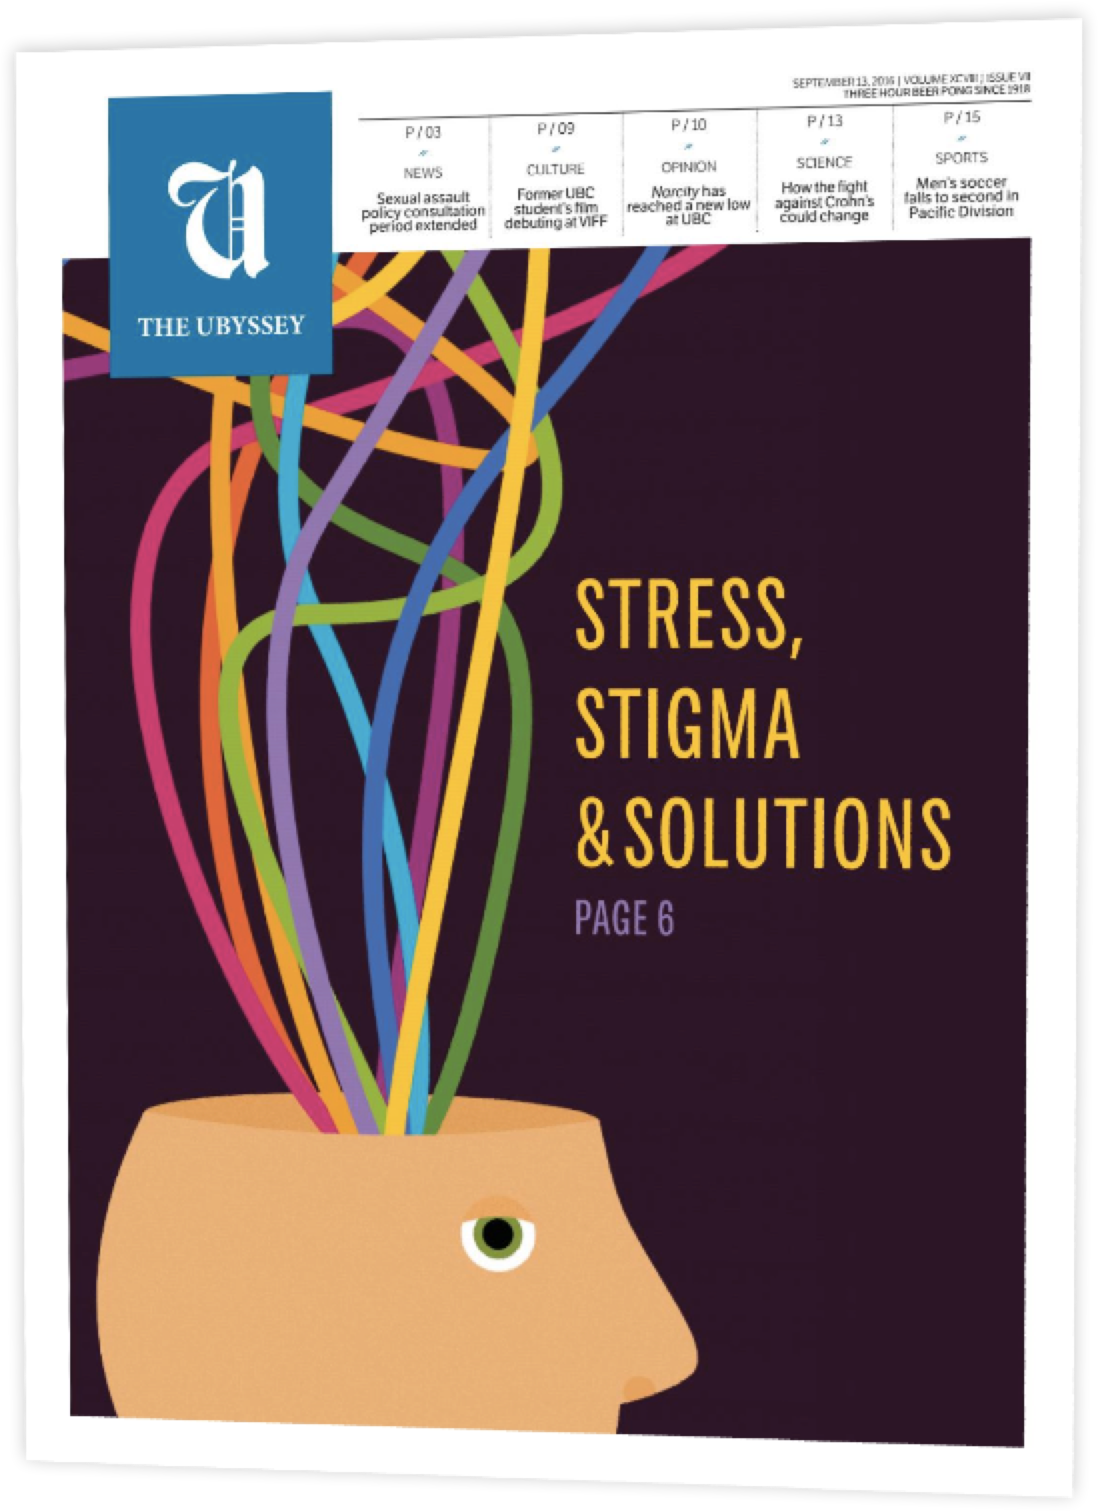 SEPTEMBER 13, 2016 | VOLUME XCVIII | ISSUE VII
THREE HOUR BEER PONG SINCE 1918
P / 03
NEWS
Sexual assault
policy consultation
period extended
P / 09
CULTURE
Former UBC
student's film
debuting at VIFF
P / 10
OPINION
Norcity has
reached a new low
at UBC
P / 13
SCIENCE
How the fight
against Crohn's
could change
P / 15
SPORTS
Men's soccer
falls to second in
Pacific Division
U
THE UBYSSEY
STRESS,
STIGMA
& SOLUTIONS
PAGE 6